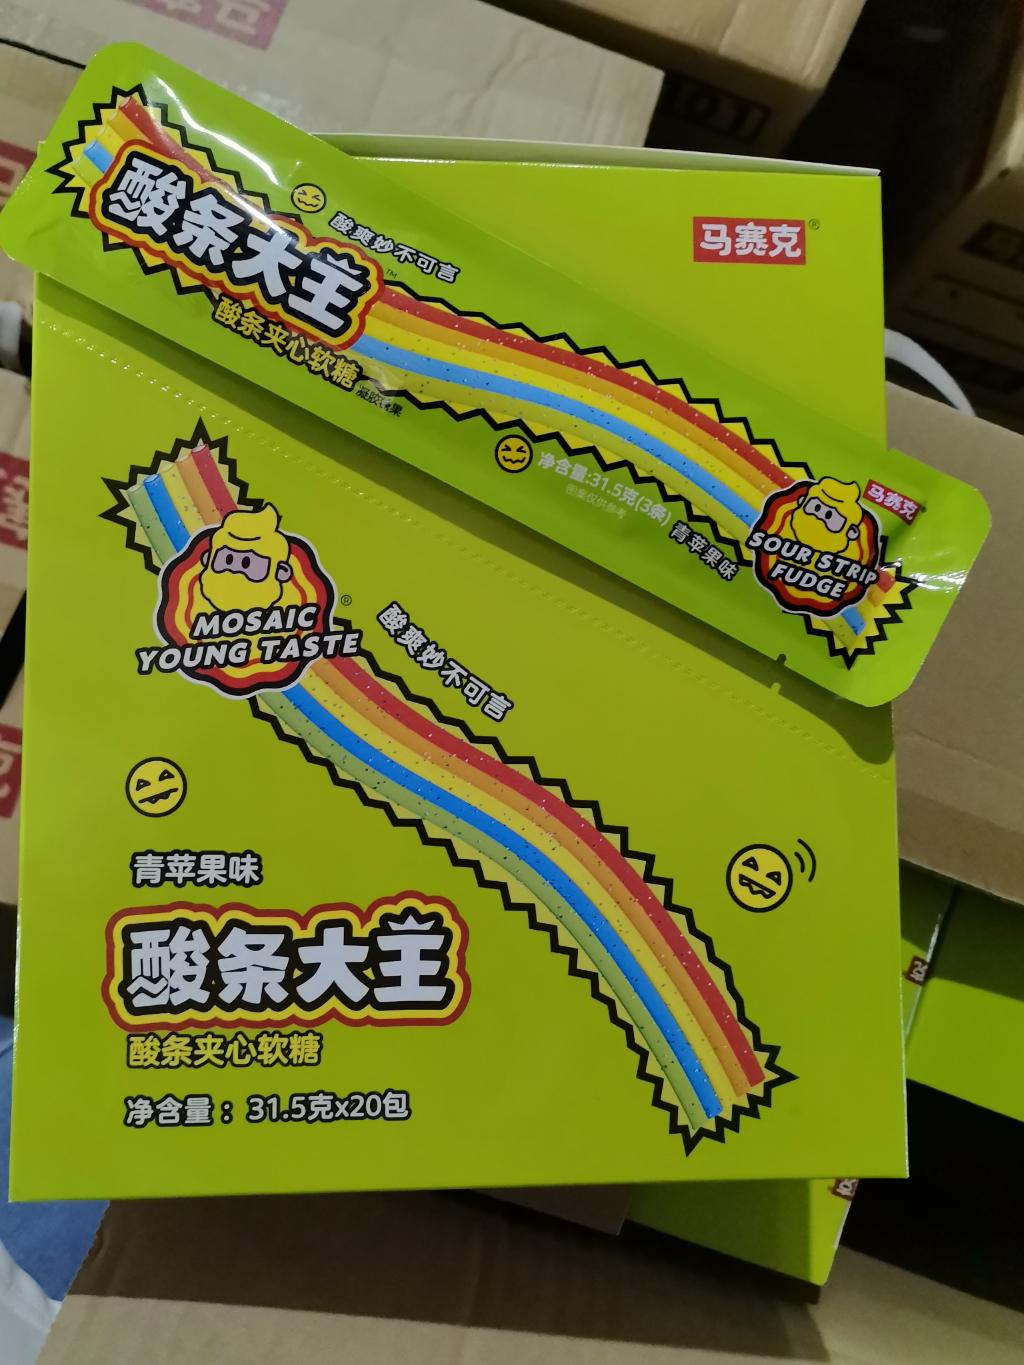 酸条大王
TM
酸爽妙不可言
酸条夹心软糖
凝胶糖果
净含量:31.5克(3条)
图案仅供参考
青苹果味
马赛克
SOUR STRIP
FUDGE
马赛克®
MOSAIC
YOUNG TASTE
®
酸爽妙不可言
青苹果味
酸条大王
酸条夹心软糖
净含量：31.5克x20包